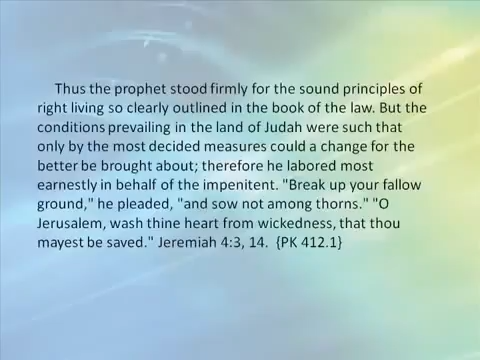 Thus the prophet stood firmly for the sound principles of
right living so clearly outlined in the book of the law. But the
conditions prevailing in the land of Judah were such that
only by the most decided measures could a change for the
better be brought about; therefore he labored most
earnestly in behalf of the impenitent. "Break up your fallow
ground," he pleaded, "and sow not among thorns." "O
Jerusalem, wash thine heart from wickedness, that thou
mayest be saved." Jeremiah 4:3, 14.  {PK 412.1}